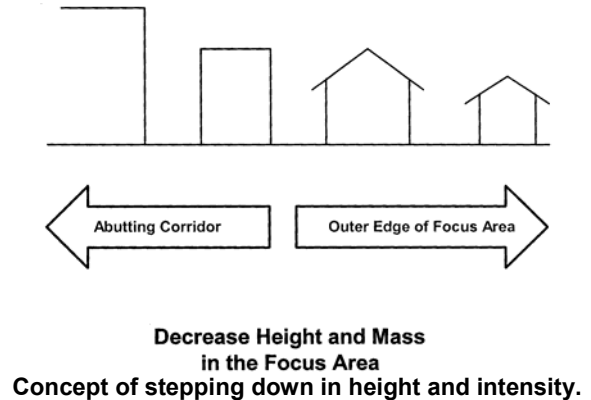 Abutting Corridor
Outer Edge of Focus Area
Decrease Height and Mass
in the Focus Area
Concept of stepping down in height and intensity.